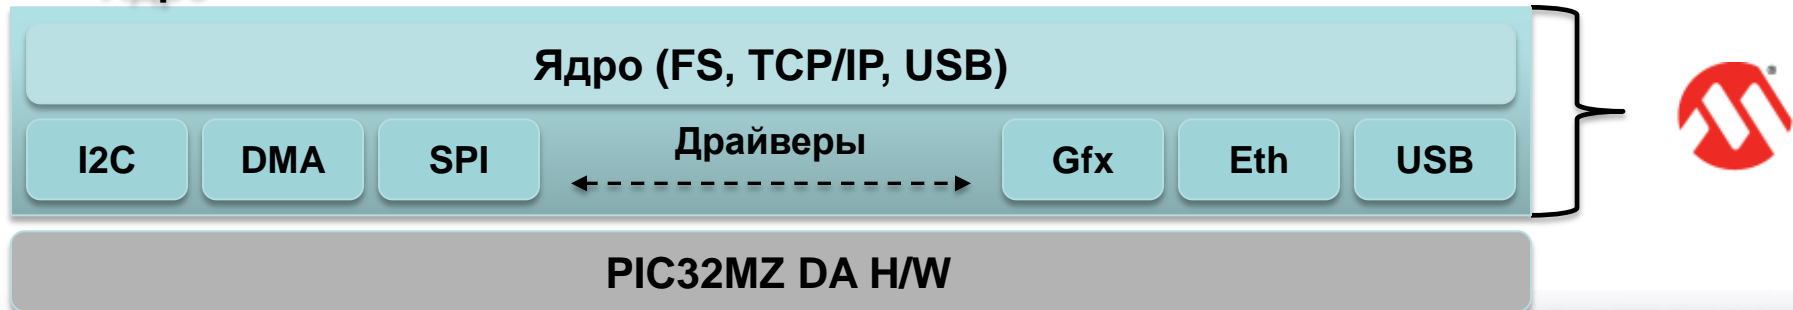 Ядро (FS, TCP/IP, USB)
I2C DMA SPI Драйверы Gfx Eth USB
PIC32MZ DA H/W